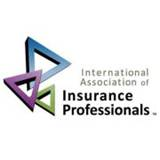 International
Association of
Insurance
Professionals